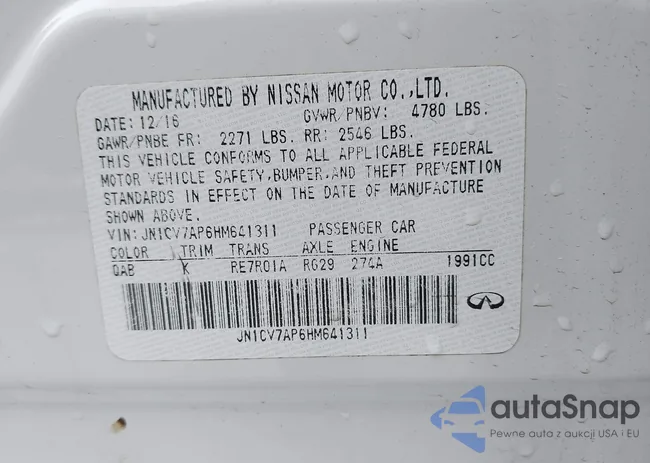 MANUFACTURED BY NISSAN MOTOR CO.,LTD.
DATE: 12/16 GVWR/PNBV: 4780 LBS.
GAWR/PNBE FR: 2271 LBS. RR: 2546 LBS.
THIS VEHICLE CONFORMS TO ALL APPLICABLE FEDERAL
MOTOR VEHICLE SAFETY,BUMPER,AND THEFT PREVENTION
STANDARDS IN EFFECT ON THE DATE OF MANUFACTURE
SHOWN ABOVE.
VIN: JN1CV7AP6HM641311 PASSENGER CAR
COLOR TRIM TRANS AXLE ENGINE
QAB K RE7R01A RG29 274A 1991CC
JN1CV7AP6HM641311
autaSnap
Pewne auta z aukcji USA i EU